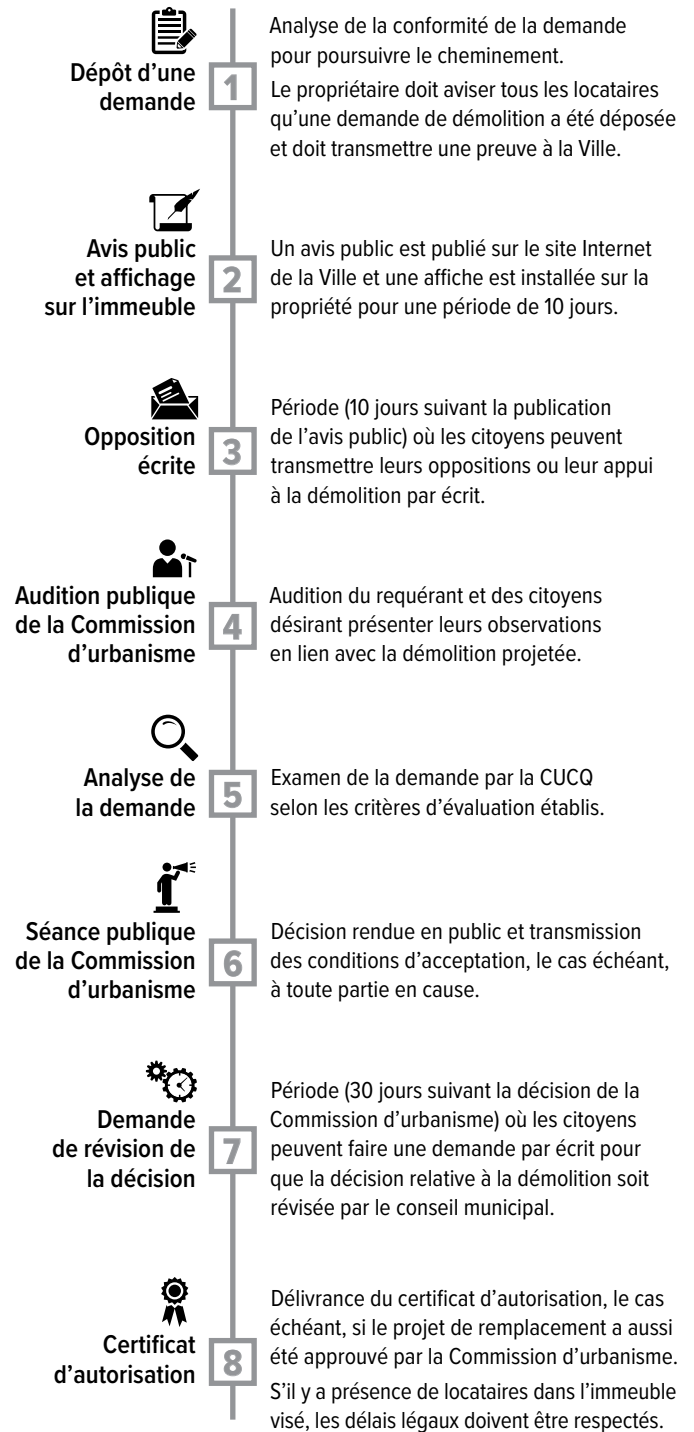 Dépôt d’une
demande
1
Analyse de la conformité de la demande
pour poursuivre le cheminement.
Le propriétaire doit aviser tous les locataires
qu’une demande de démolition a été déposée
et doit transmettre une preuve à la Ville.
Avis public
et affichage
sur l’immeuble
2
Un avis public est publié sur le site Internet
de la Ville et une affiche est installée sur la
propriété pour une période de 10 jours.
Opposition
écrite
3
Période (10 jours suivant la publication
de l’avis public) où les citoyens peuvent
transmettre leurs oppositions ou leur appui
à la démolition par écrit.
Audition publique
de la Commission
d’urbanisme
4
Audition du requérant et des citoyens
désirant présenter leurs observations
en lien avec la démolition projetée.
Analyse de
la demande
5
Examen de la demande par la CUCQ
selon les critères d’évaluation établis.
Séance publique
de la Commission
d’urbanisme
6
Décision rendue en public et transmission
des conditions d’acceptation, le cas échéant,
à toute partie en cause.
Demande
de révision de
la décision
7
Période (30 jours suivant la décision de la
Commission d’urbanisme) où les citoyens
peuvent faire une demande par écrit pour
que la décision relative à la démolition soit
révisée par le conseil municipal.
Certificat
d’autorisation
8
Délivrance du certificat d’autorisation, le cas
échéant, si le projet de remplacement a aussi
été approuvé par la Commission d’urbanisme.
S’il y a présence de locataires dans l’immeuble
visé, les délais légaux doivent être respectés.